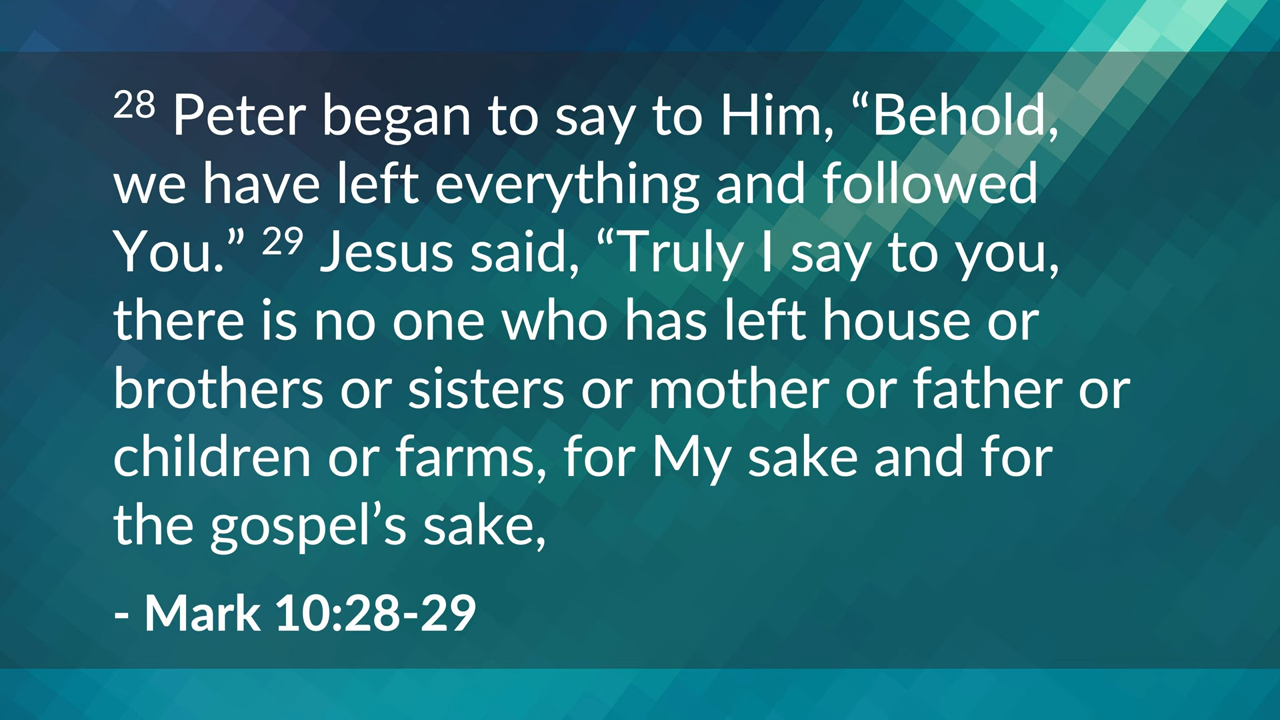 28 Peter began to say to Him, “Behold,
we have left everything and followed
You.” 29 Jesus said, “Truly I say to you,
there is no one who has left house or
brothers or sisters or mother or father or
children or farms, for My sake and for
the gospel’s sake,
- Mark 10:28-29